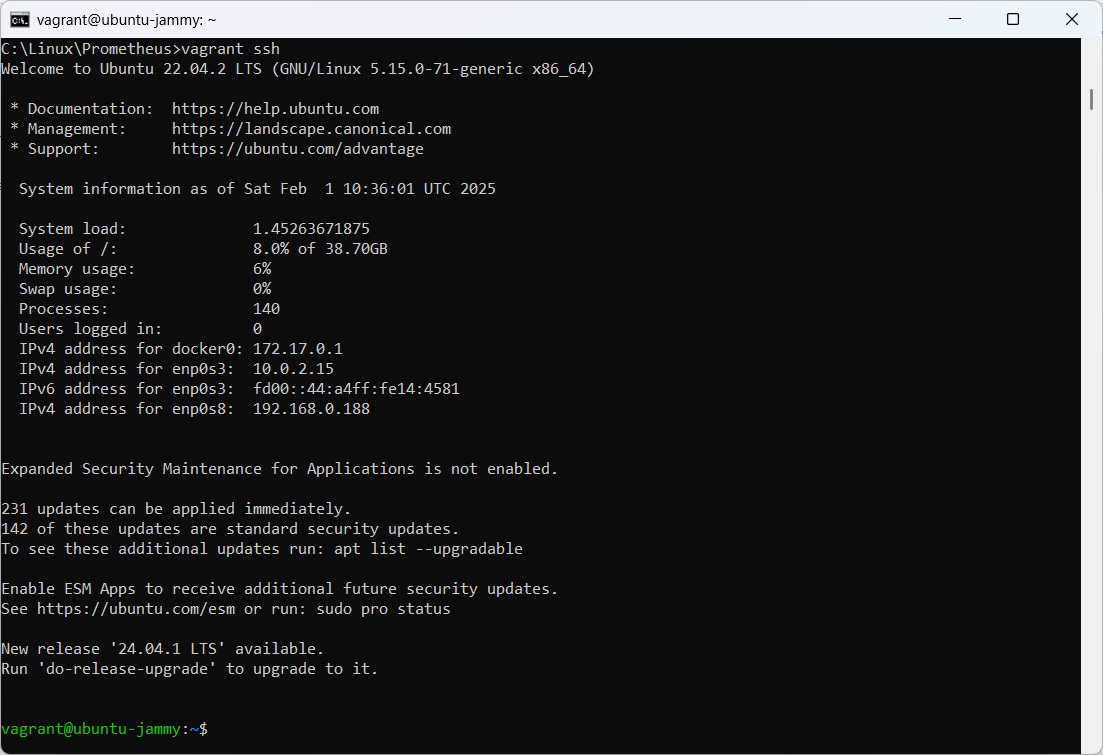 vagrant@ubuntu-jammy: ~
C:\Linux\Prometheus>vagrant ssh
Welcome to Ubuntu 22.04.2 LTS (GNU/Linux 5.15.0-71-generic x86_64)
* Documentation:  https://help.ubuntu.com
* Management:     https://landscape.canonical.com
* Support:        https://ubuntu.com/advantage
System information as of Sat Feb  1 10:36:01 UTC 2025
System load:              1.45263671875
Usage of /:               8.0% of 38.70GB
Memory usage:             6%
Swap usage:               0%
Processes:                140
Users logged in:          0
IPv4 address for docker0: 172.17.0.1
IPv4 address for enp0s3:  10.0.2.15
IPv6 address for enp0s3:  fd00::44:a4ff:fe14:4581
IPv4 address for enp0s8:  192.168.0.188
Expanded Security Maintenance for Applications is not enabled.
231 updates can be applied immediately.
142 of these updates are standard security updates.
To see these additional updates run: apt list --upgradable
Enable ESM Apps to receive additional future security updates.
See https://ubuntu.com/esm or run: sudo pro status
New release '24.04.1 LTS' available.
Run 'do-release-upgrade' to upgrade to it.
vagrant@ubuntu-jammy:~$